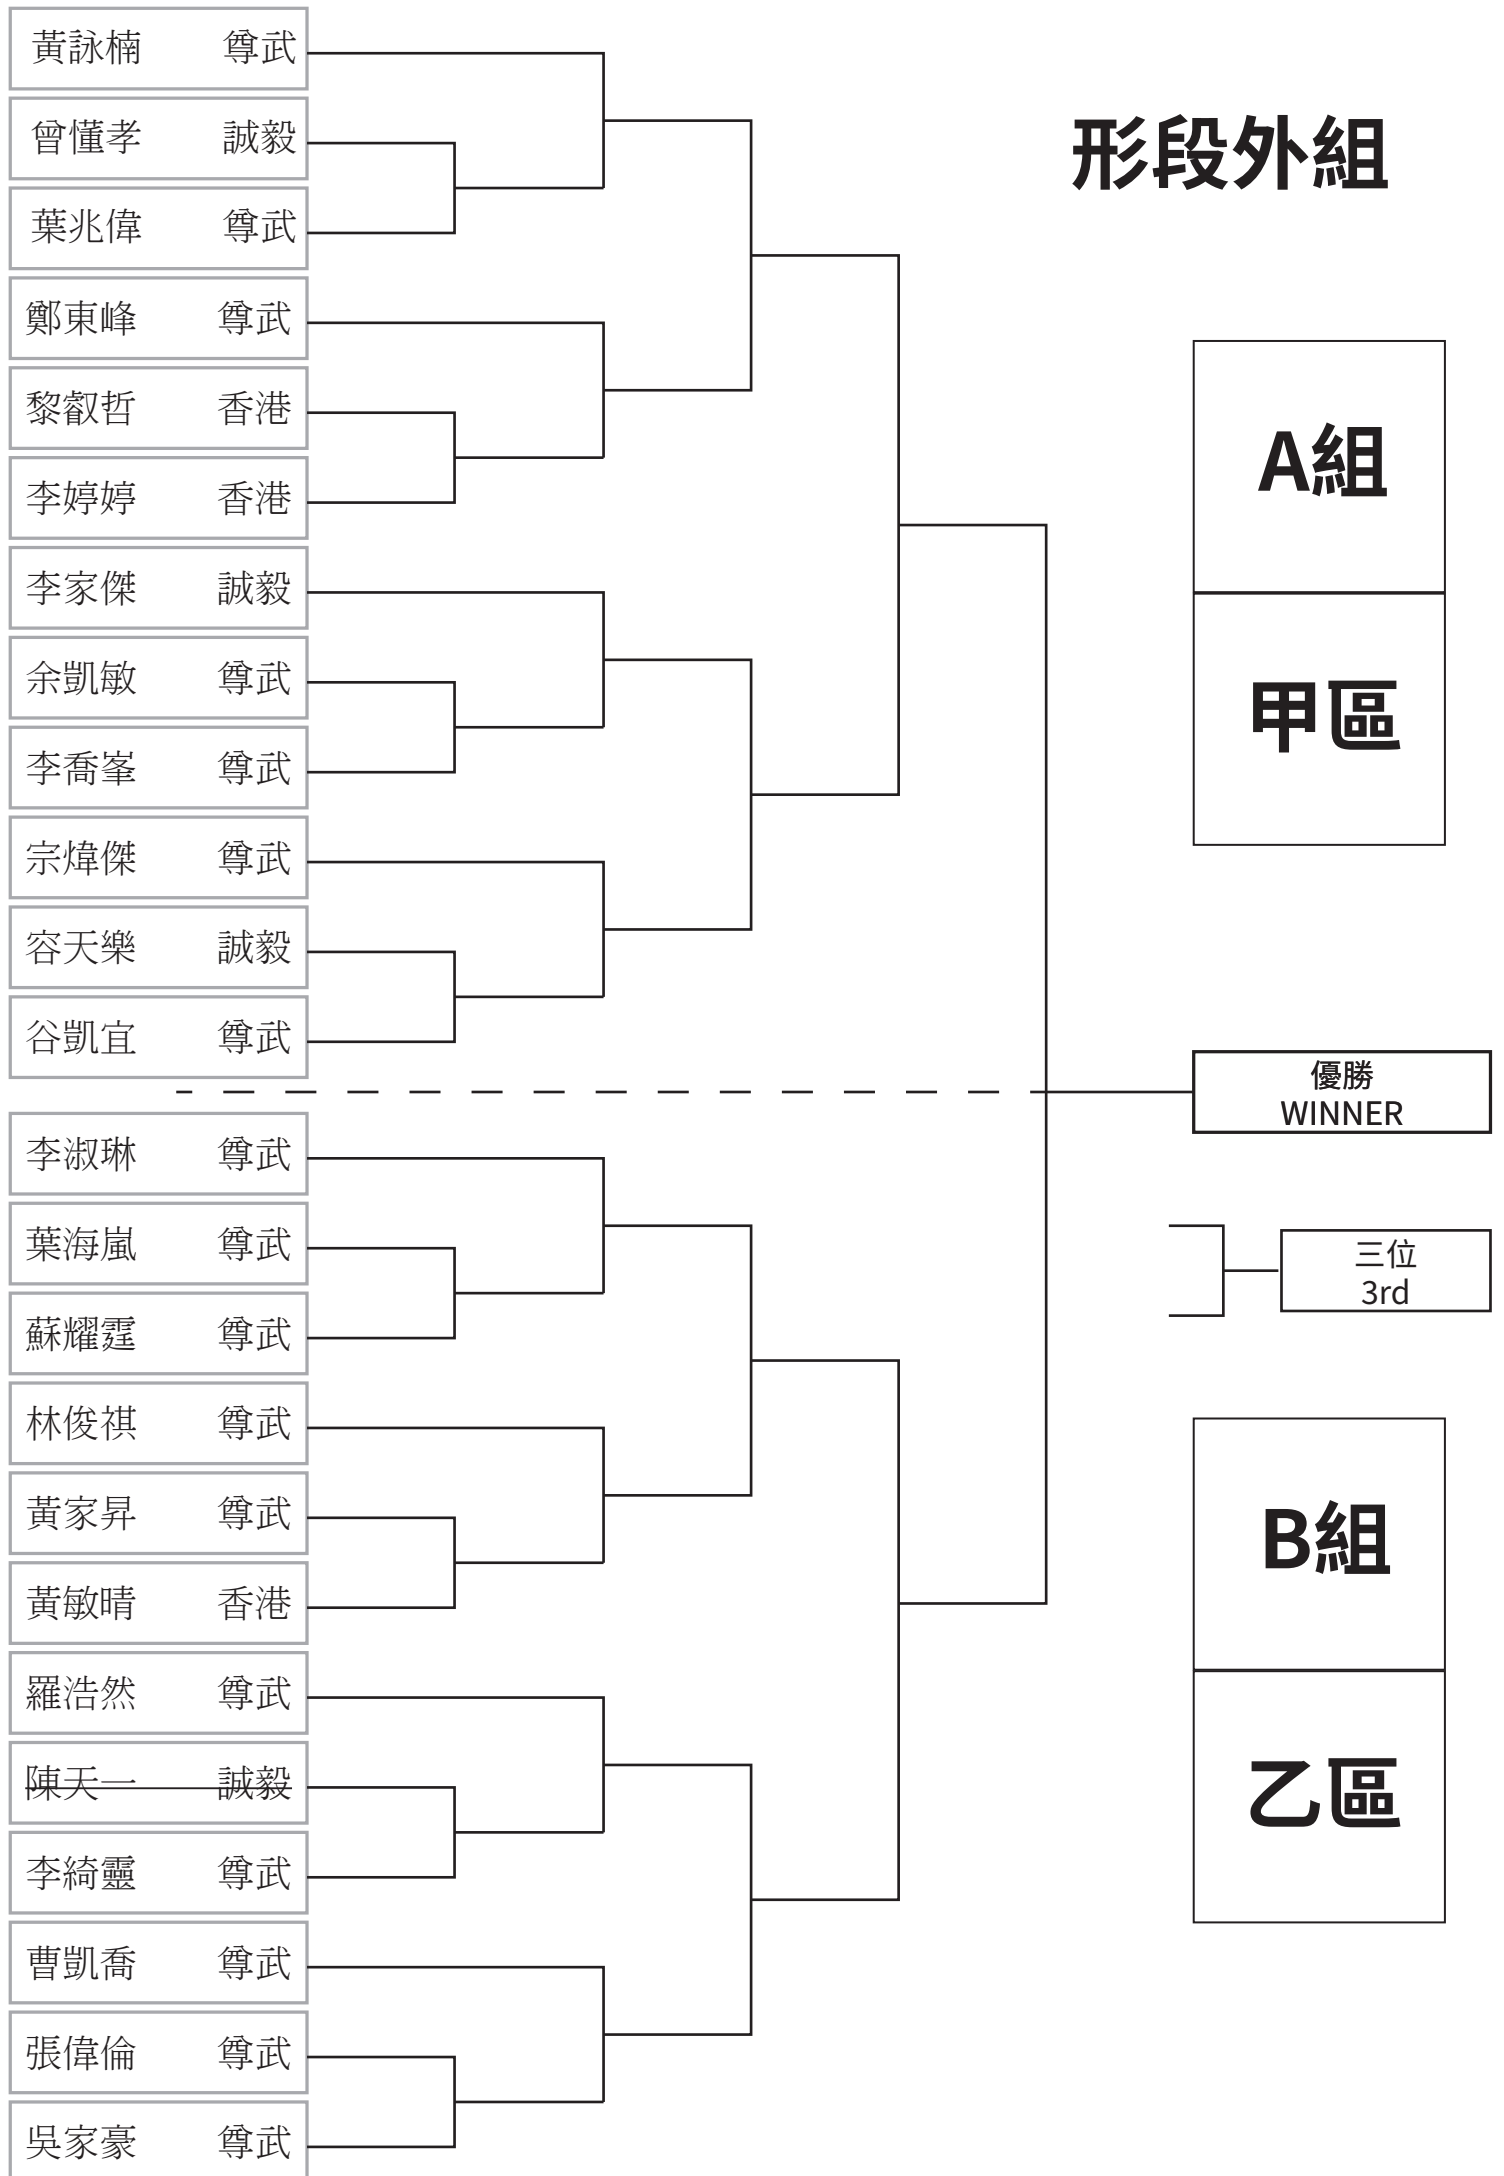 形段外組
黃詠楠 尊武
曾懂孝 誠毅
葉兆偉 尊武
鄭東峰 尊武
黎叡哲 香港
李婷婷 香港
李家傑 誠毅
余凱敏 尊武
李喬峯 尊武
宗煒傑 尊武
容天樂 誠毅
谷凱宜 尊武
A組
甲區
優勝
WINNER
三位
3rd
李淑琳 尊武
葉海嵐 尊武
蘇耀霆 尊武
林俊祺 尊武
黃家昇 尊武
黃敏晴 香港
羅浩然 尊武
陳天一 誠毅
李綺靈 尊武
曹凱喬 尊武
張偉倫 尊武
吳家豪 尊武
B組
乙區